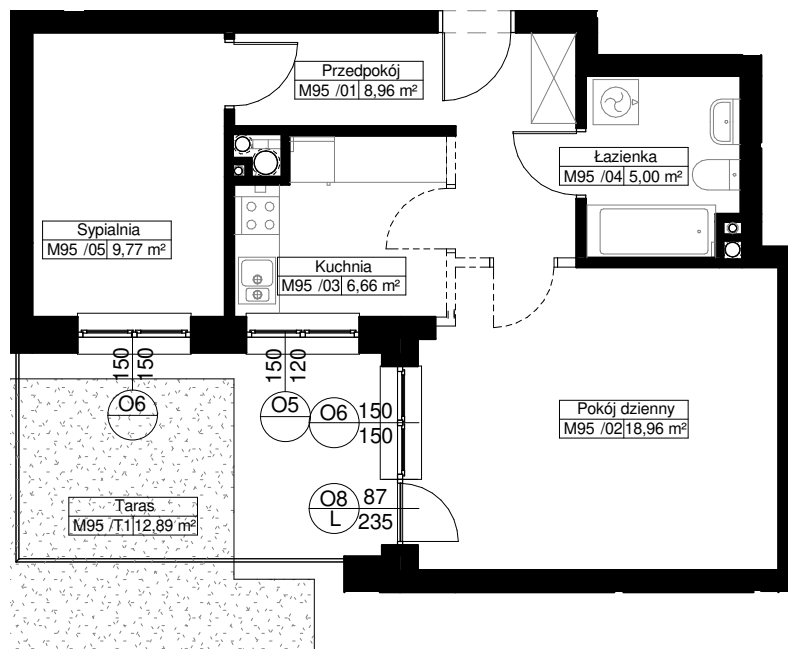 Przedpokój
M95 /01 8,96 m²
Łazienka
M95 /04 5,00 m²
Sypialnia
M95 /05 9,77 m²
Kuchnia
M95 /03 6,66 m²
150
150
O6
150
120
O5
O6
150
150
Pokój dzienny
M95 /02 18,96 m²
O8
L
87
235
Taras
M95 /T1 12,89 m²